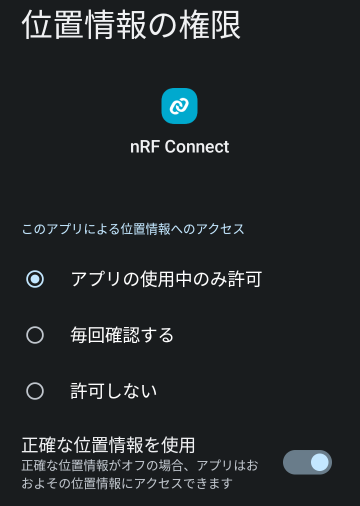 位置情報の権限
nRF Connect
このアプリによる位置情報へのアクセス
アプリの使用中のみ許可
毎回確認する
許可しない
正確な位置情報を使用
正確な位置情報がオフの場合、アプリはお
およその位置情報にアクセスできます